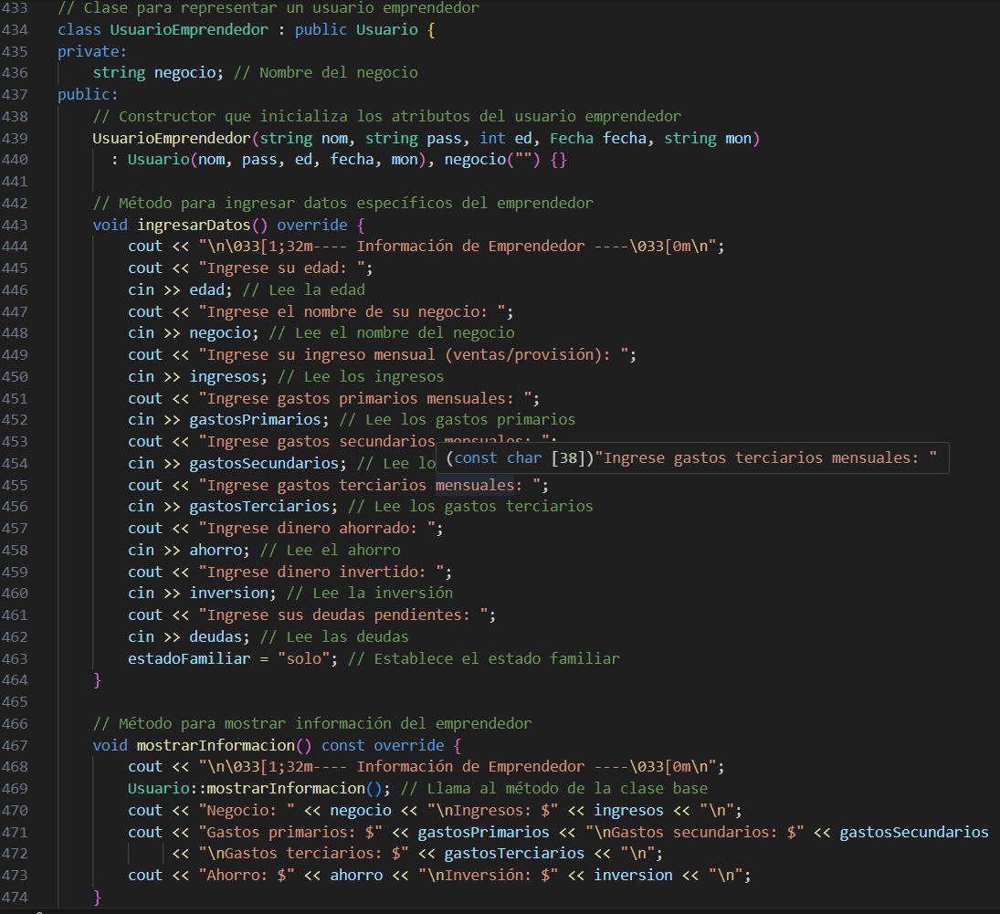 433 // Clase para representar un usuario emprendedor
434 class UsuarioEmprendedor : public Usuario {
435 private:
436     string negocio; // Nombre del negocio
437 public:
438     // Constructor que inicializa los atributos del usuario emprendedor
439     UsuarioEmprendedor(string nom, string pass, int ed, Fecha fecha, string mon)
440       : Usuario(nom, pass, ed, fecha, mon), negocio("") {}
441
442     // Método para ingresar datos específicos del emprendedor
443     void ingresarDatos() override {
444         cout << "\n\033[1;32m---- Información de Emprendedor ----\033[0m\n";
445         cout << "Ingrese su edad: ";
446         cin >> edad; // Lee la edad
447         cout << "Ingrese el nombre de su negocio: ";
448         cin >> negocio; // Lee el nombre del negocio
449         cout << "Ingrese su ingreso mensual (ventas/provisión): ";
450         cin >> ingresos; // Lee los ingresos
451         cout << "Ingrese gastos primarios mensuales: ";
452         cin >> gastosPrimarios; // Lee los gastos primarios
453         cout << "Ingrese gastos secundarios mensuales: ";
454         cin >> gastosSecundarios; // Lee lo
(const char [38])"Ingrese gastos terciarios mensuales: "
455         cout << "Ingrese gastos terciarios mensuales: ";
456         cin >> gastosTerciarios; // Lee los gastos terciarios
457         cout << "Ingrese dinero ahorrado: ";
458         cin >> ahorro; // Lee el ahorro
459         cout << "Ingrese dinero invertido: ";
460         cin >> inversion; // Lee la inversión
461         cout << "Ingrese sus deudas pendientes: ";
462         cin >> deudas; // Lee las deudas
463         estadoFamiliar = "solo"; // Establece el estado familiar
464     }
465
466     // Método para mostrar información del emprendedor
467     void mostrarInformacion() const override {
468         cout << "\n\033[1;32m---- Información de Emprendedor ----\033[0m\n";
469         Usuario::mostrarInformacion(); // Llama al método de la clase base
470         cout << "Negocio: " << negocio << "\nIngresos: $" << ingresos << "\n";
471         cout << "Gastos primarios: $" << gastosPrimarios << "\nGastos secundarios: $" << gastosSecundarios
472              << "\nGastos terciarios: $" << gastosTerciarios << "\n";
473         cout << "Ahorro: $" << ahorro << "\nInversión: $" << inversion << "\n";
474     }